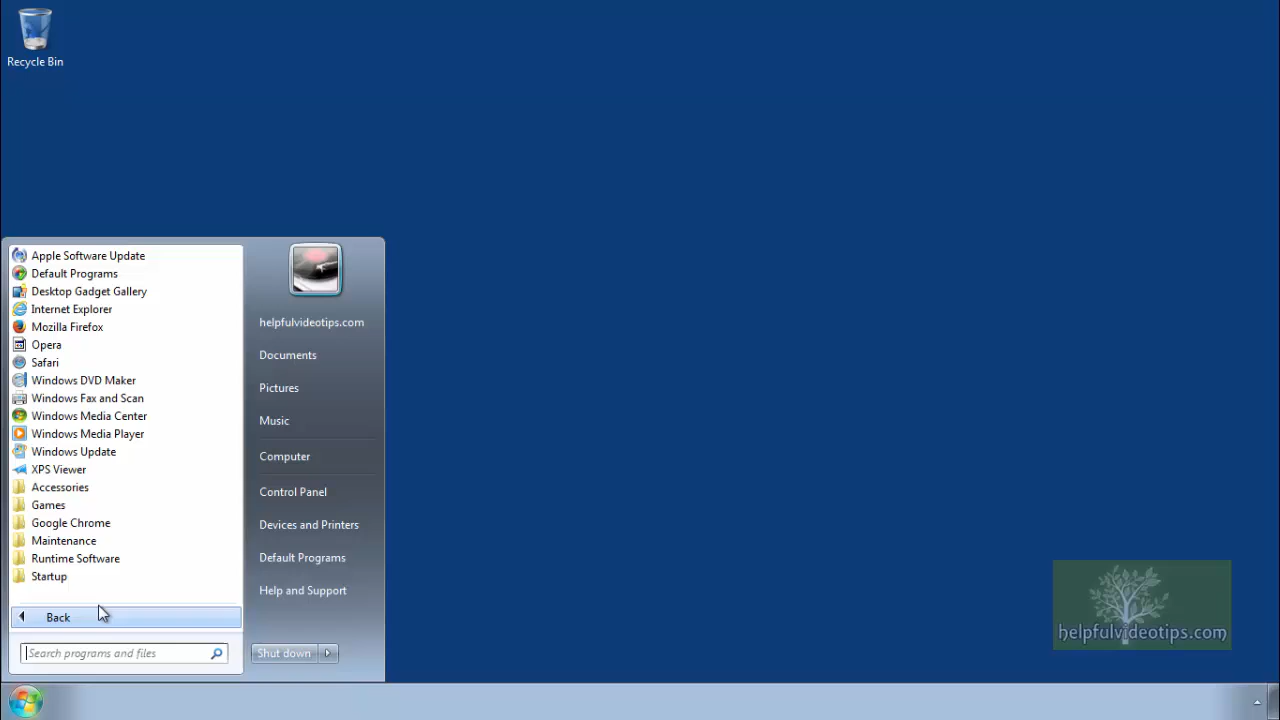 Recycle Bin
Apple Software Update
Default Programs
Desktop Gadget Gallery
Internet Explorer
Mozilla Firefox
Opera
Safari
Windows DVD Maker
Windows Fax and Scan
Windows Media Center
Windows Media Player
Windows Update
XPS Viewer
Accessories
Games
Google Chrome
Maintenance
Runtime Software
Startup
Back
Search programs and files
helpfulvideotips.com
Documents
Pictures
Music
Computer
Control Panel
Devices and Printers
Default Programs
Help and Support
Shut down
helpfulvideotips.com